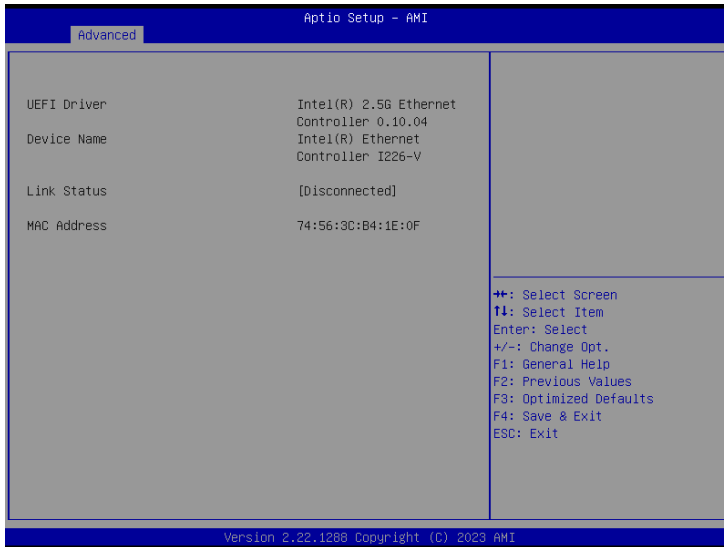 Aptio Setup - AMI
Advanced
UEFI Driver Intel(R) 2.5G Ethernet
Controller 0.10.04
Device Name Intel(R) Ethernet
Controller I226-V
Link Status [Disconnected]
MAC Address 74:56:3C:B4:1E:0F
→←: Select Screen
↑↓: Select Item
Enter: Select
+/-: Change Opt.
F1: General Help
F2: Previous Values
F3: Optimized Defaults
F4: Save & Exit
ESC: Exit
Version 2.22.1288 Copyright (C) 2023 AMI